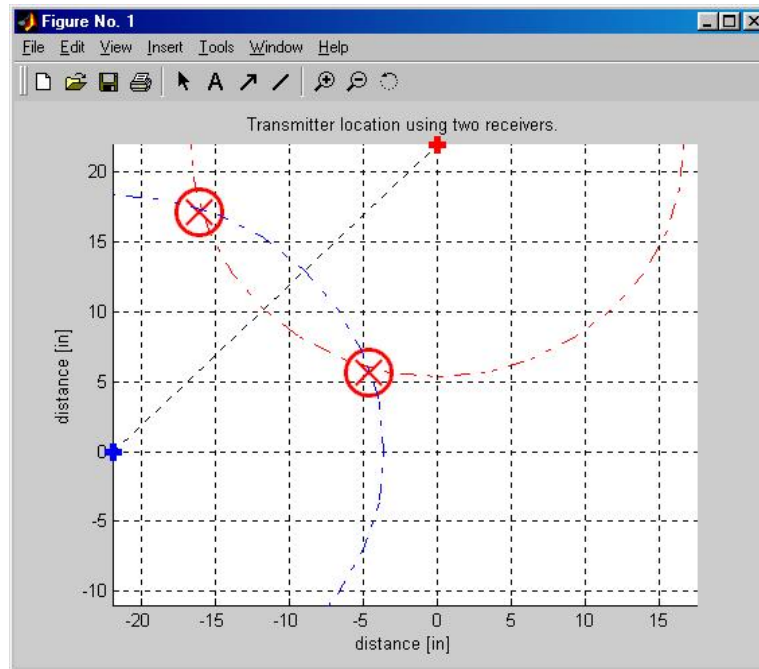 Figure No. 1
File Edit View Insert Tools Window Help
A
Transmitter location using two receivers.
20
15
10
5
0
-5
-10
distance [in]
-20 -15 -10 -5 0 5 10 15
distance [in]